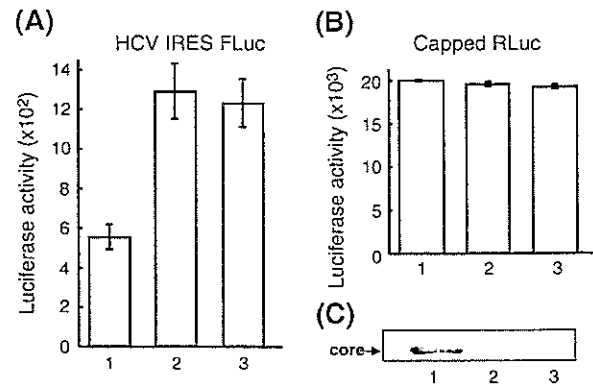 (A)
HCV IRES FLuc
Luciferase activity (x10²)
14
12
10
8
6
4
2
0
1 2 3
(B)
Capped RLuc
Luciferase activity (x10³)
20
15
10
5
0
1 2 3
(C)
core→
1 2 3